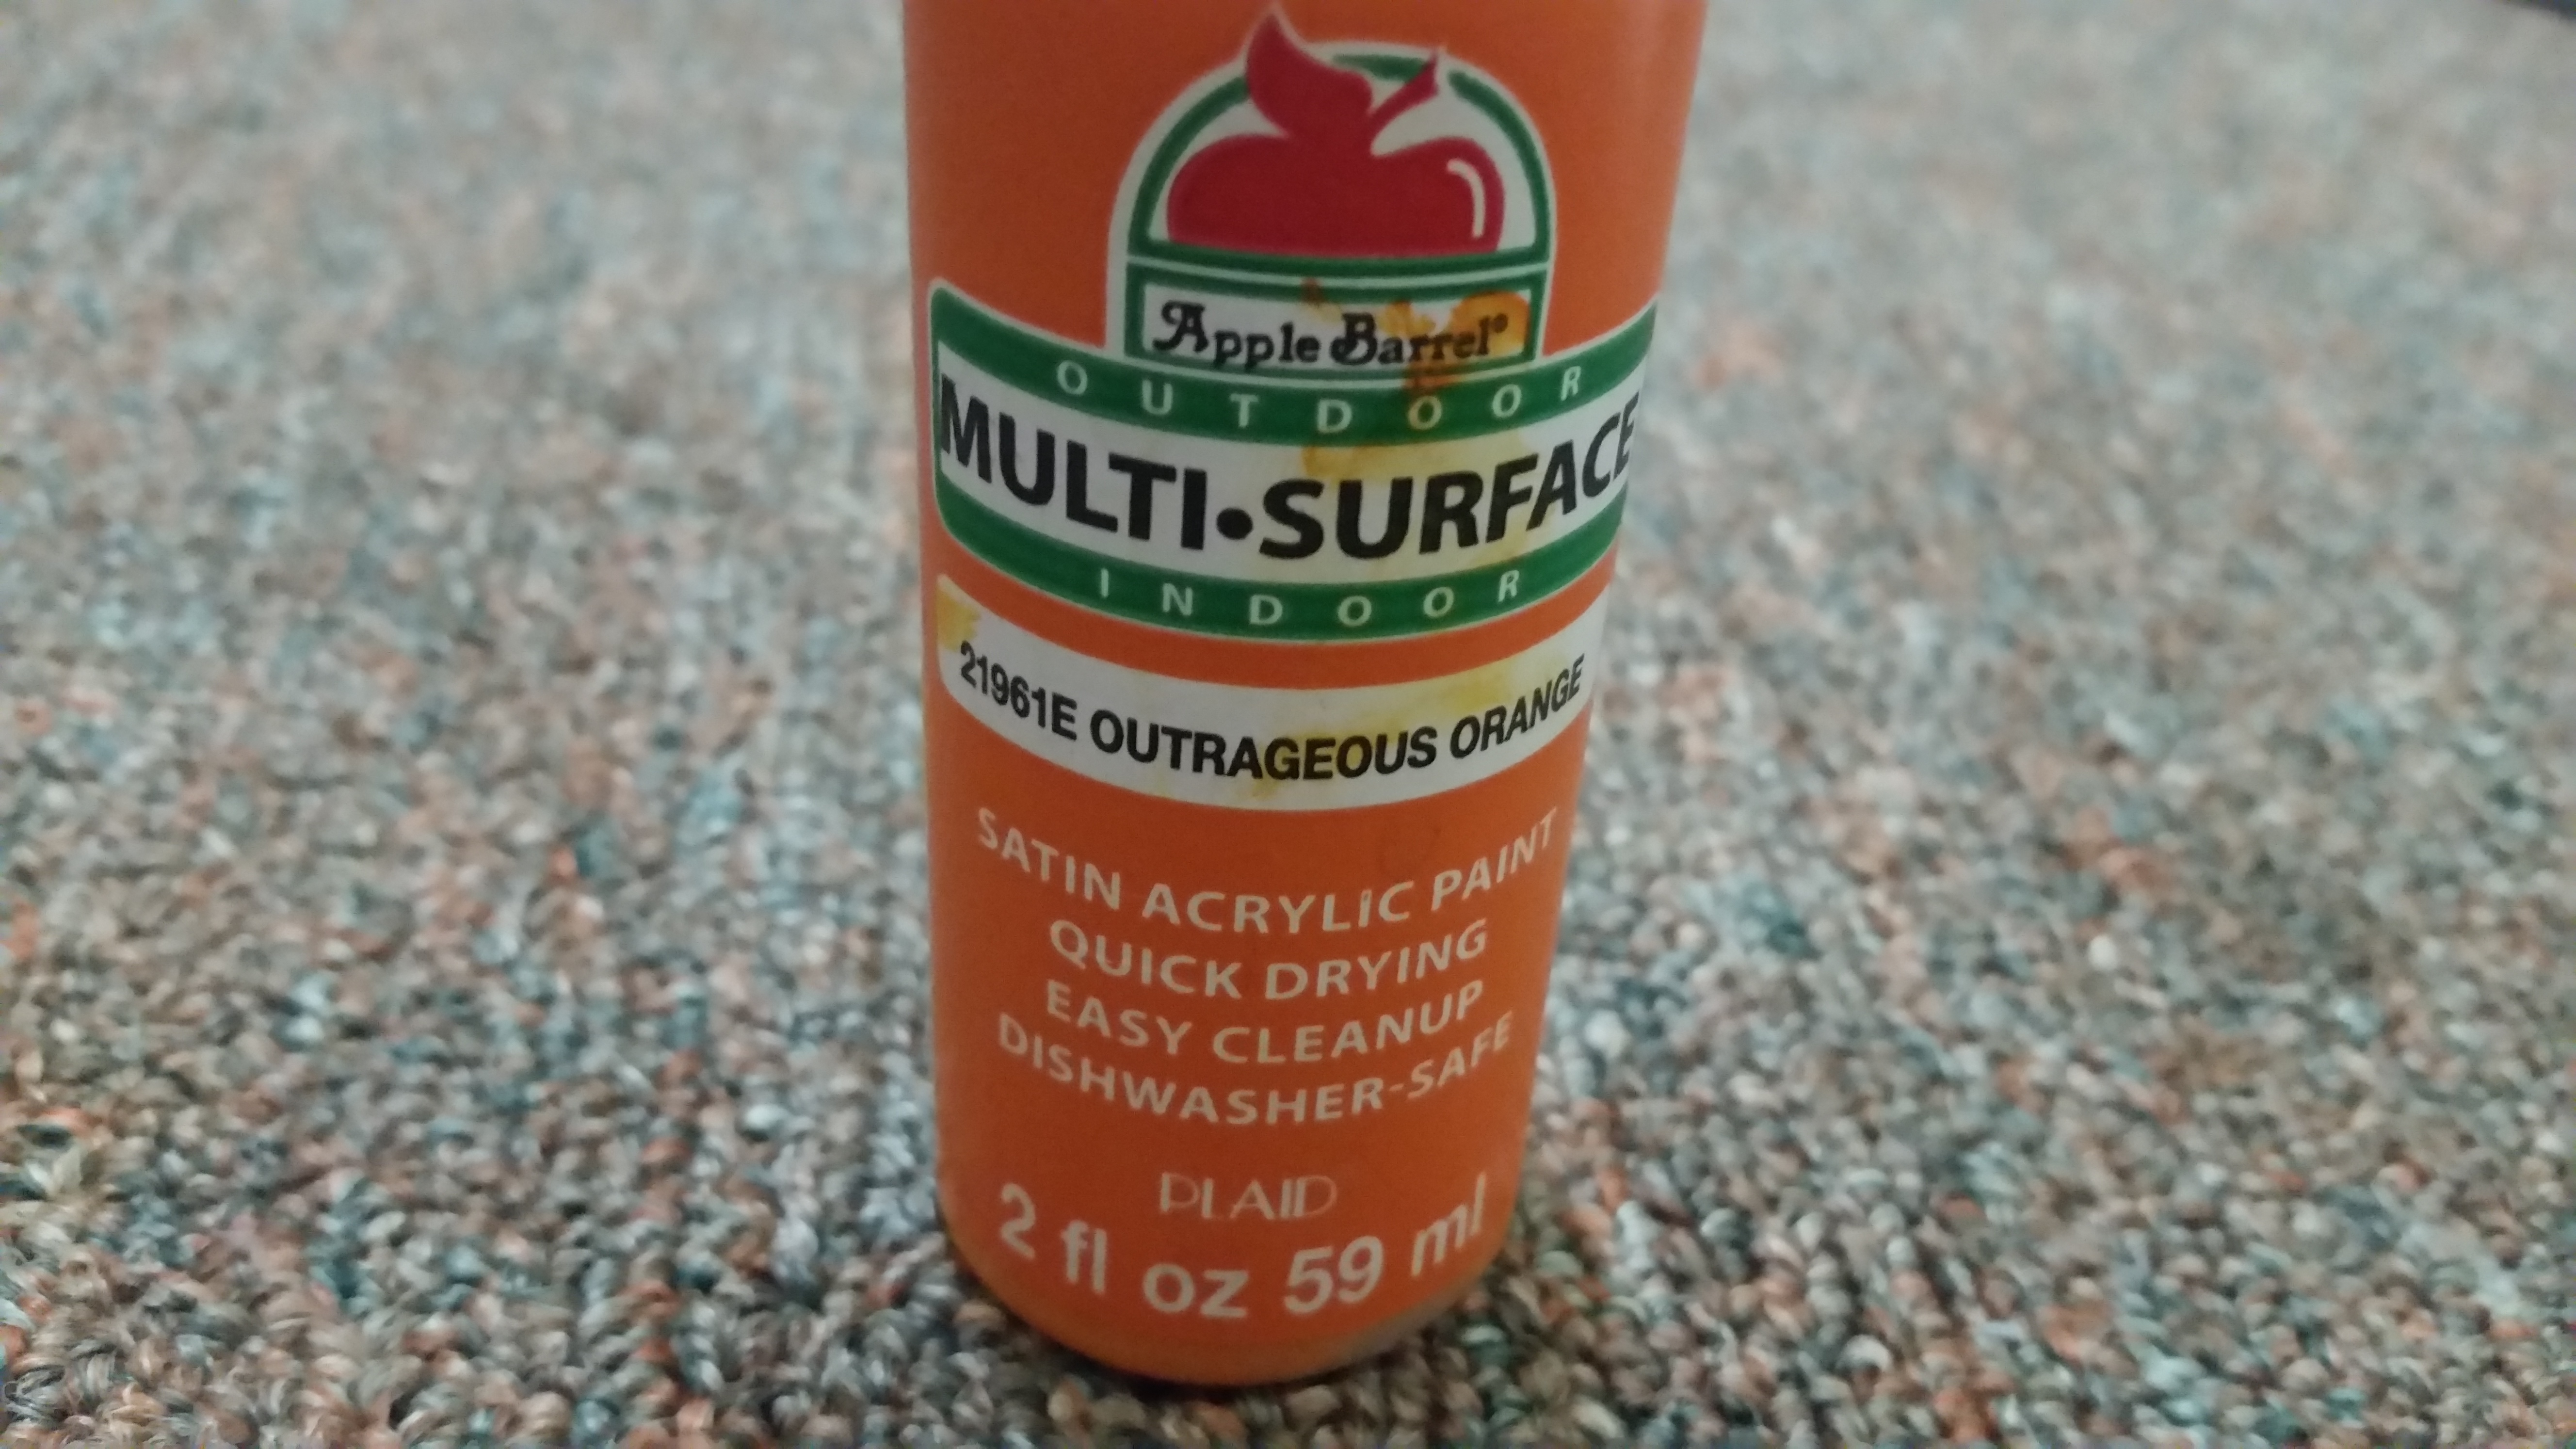 Apple Barrel®
OUTDOOR
MULTI•SURFACE
INDOOR
21961E OUTRAGEOUS ORANGE
SATIN ACRYLIC PAINT
QUICK DRYING
EASY CLEANUP
DISHWASHER-SAFE
PLAID
2 fl oz 59 ml